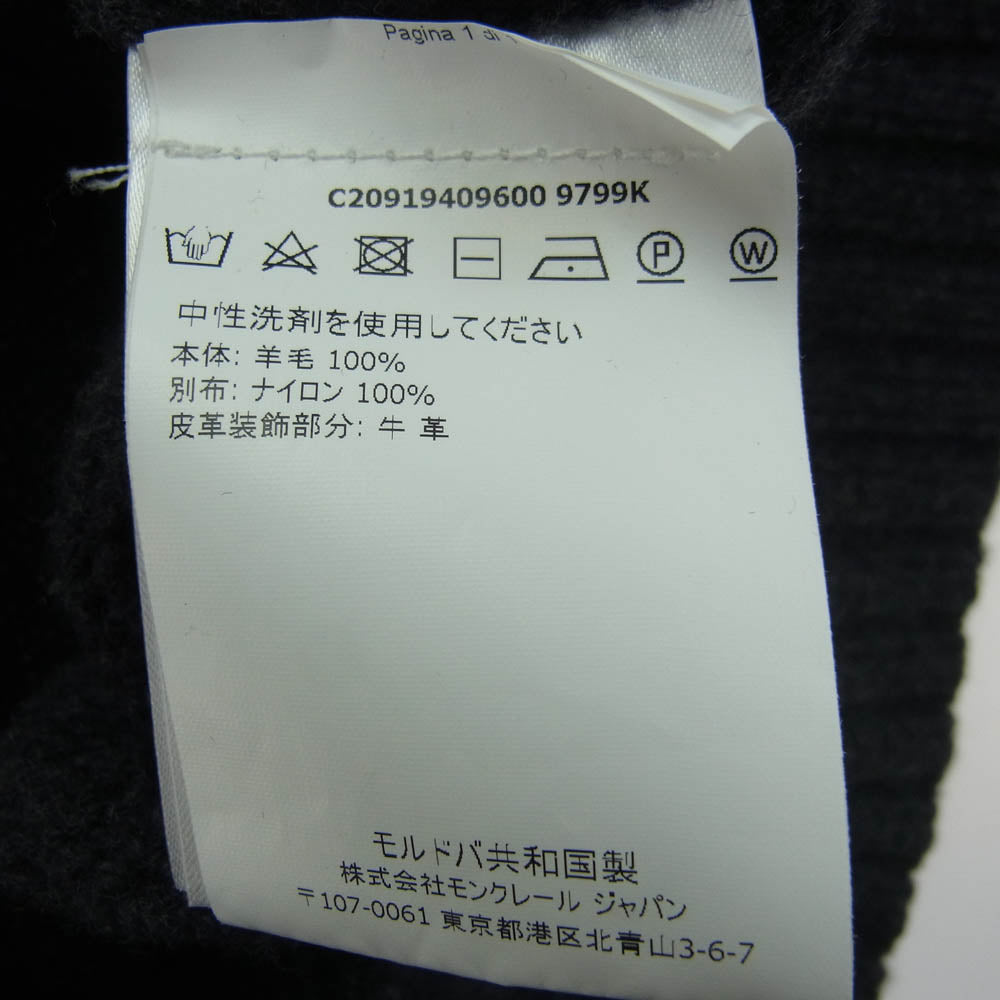 Pagina 1 di
C20919409600 9799K
P W
中性洗剤を使用してください
本体: 羊毛 100%
別布: ナイロン 100%
皮革装飾部分: 牛 革
モルドバ共和国製
株式会社モンクレール ジャパン
〒107-0061 東京都港区北青山3-6-7